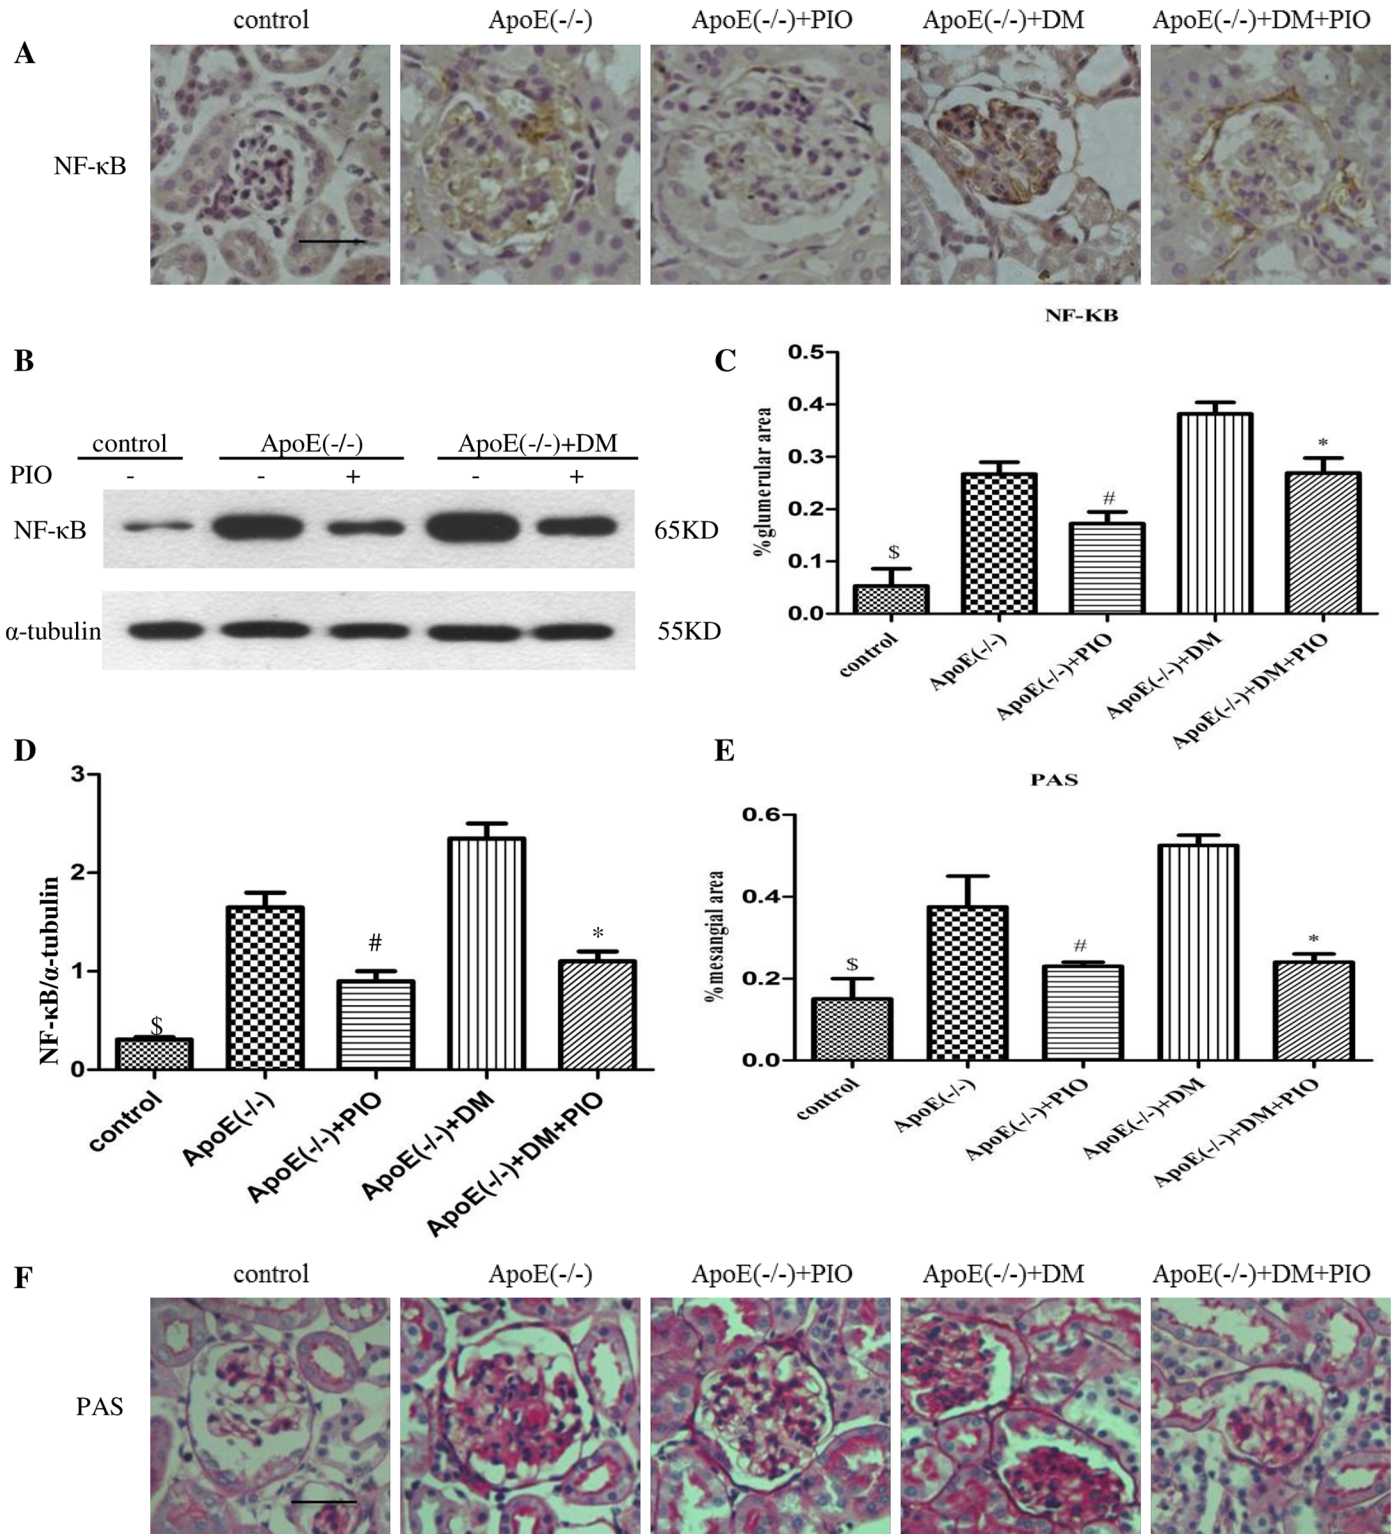 control ApoE(-/-) ApoE(-/-)+PIO ApoE(-/-)+DM ApoE(-/-)+DM+PIO
A
NF-κB
B
control ApoE(-/-) ApoE(-/-)+DM
PIO - - + - +
NF-κB 65KD
α-tubulin 55KD
C
NF-KB
%glumerular area
0.5
0.4
0.3
0.2
0.1
0.0
$ # *
control ApoE(-/-) ApoE(-/-)+PIO ApoE(-/-)+DM ApoE(-/-)+DM+PIO
D
NF-κB/α-tubulin
3
2
1
0
$ # *
control ApoE(-/-) ApoE(-/-)+PIO ApoE(-/-)+DM ApoE(-/-)+DM+PIO
E
PAS
%mesangial area
0.6
0.4
0.2
0.0
$ # *
control ApoE(-/-) ApoE(-/-)+PIO ApoE(-/-)+DM ApoE(-/-)+DM+PIO
F
control ApoE(-/-) ApoE(-/-)+PIO ApoE(-/-)+DM ApoE(-/-)+DM+PIO
PAS